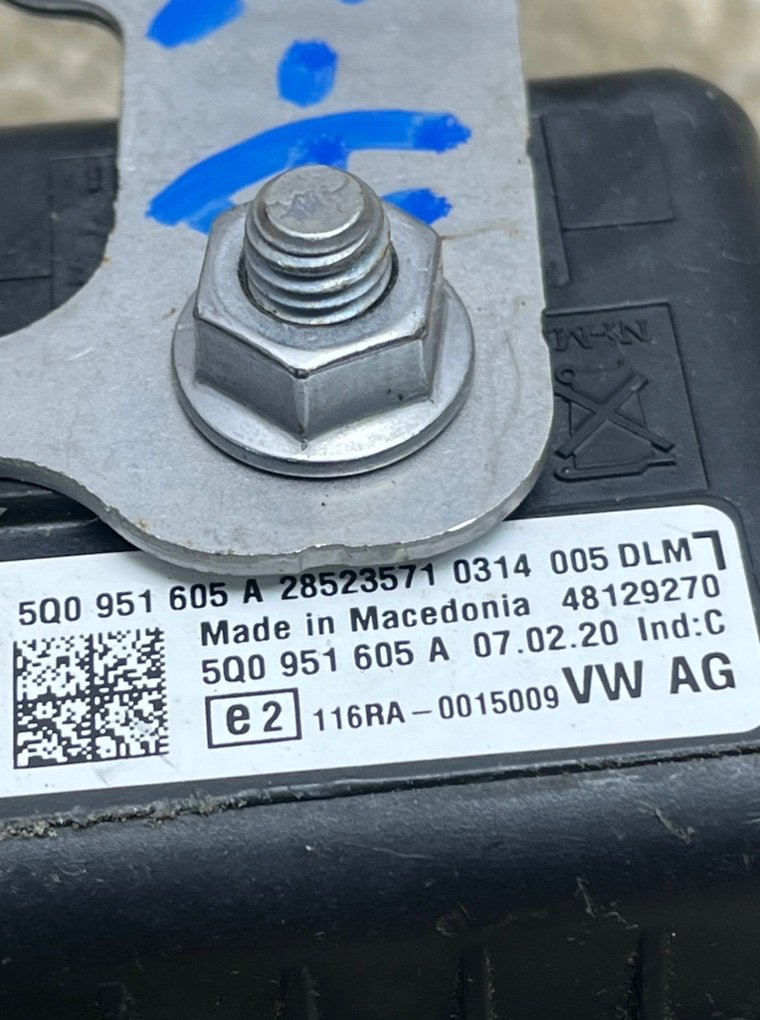 5Q0 951 605 A 28523571 0314 005 DLM
Made in Macedonia 48129270
5Q0 951 605 A 07.02.20 Ind:C
e2 116RA-0015009 VW AG